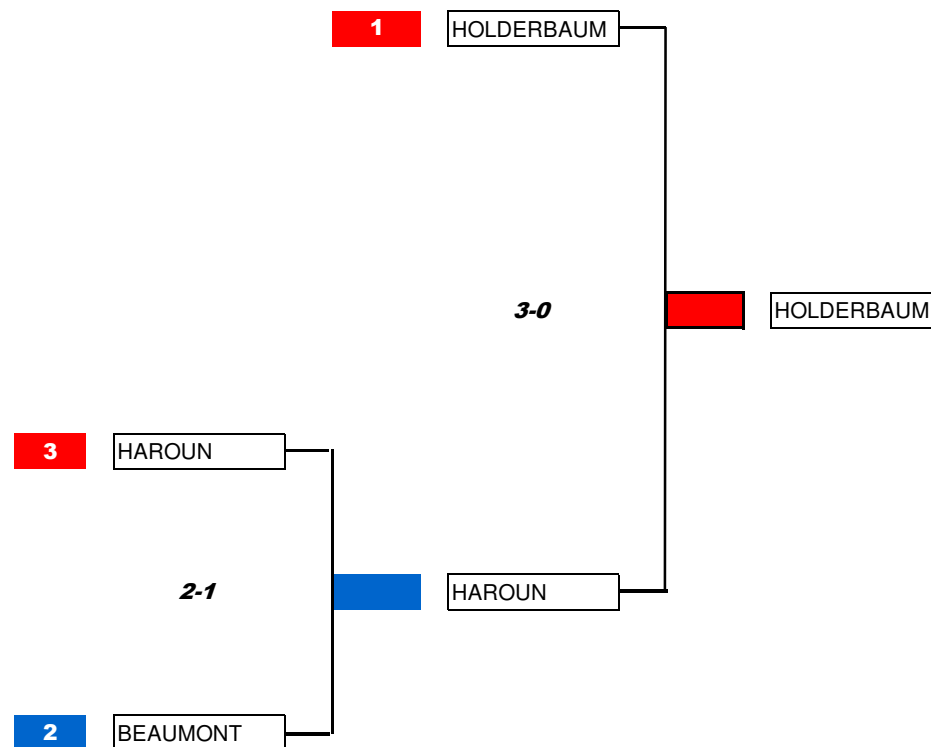 1 HOLDERBAUM
3-0
HOLDERBAUM
3 HAROUN
2-1
HAROUN
2 BEAUMONT